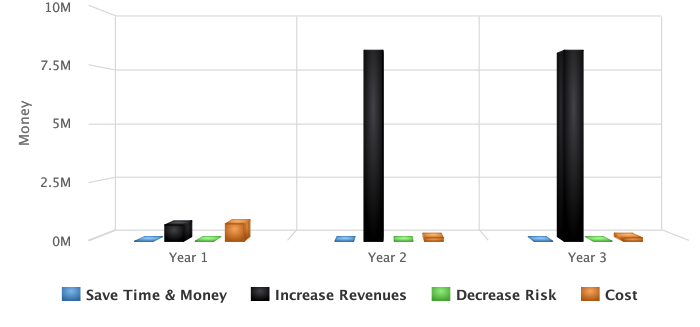 10M
7.5M
Money
5M
2.5M
0M
Year 1
Year 2
Year 3
Save Time & Money
Increase Revenues
Decrease Risk
Cost